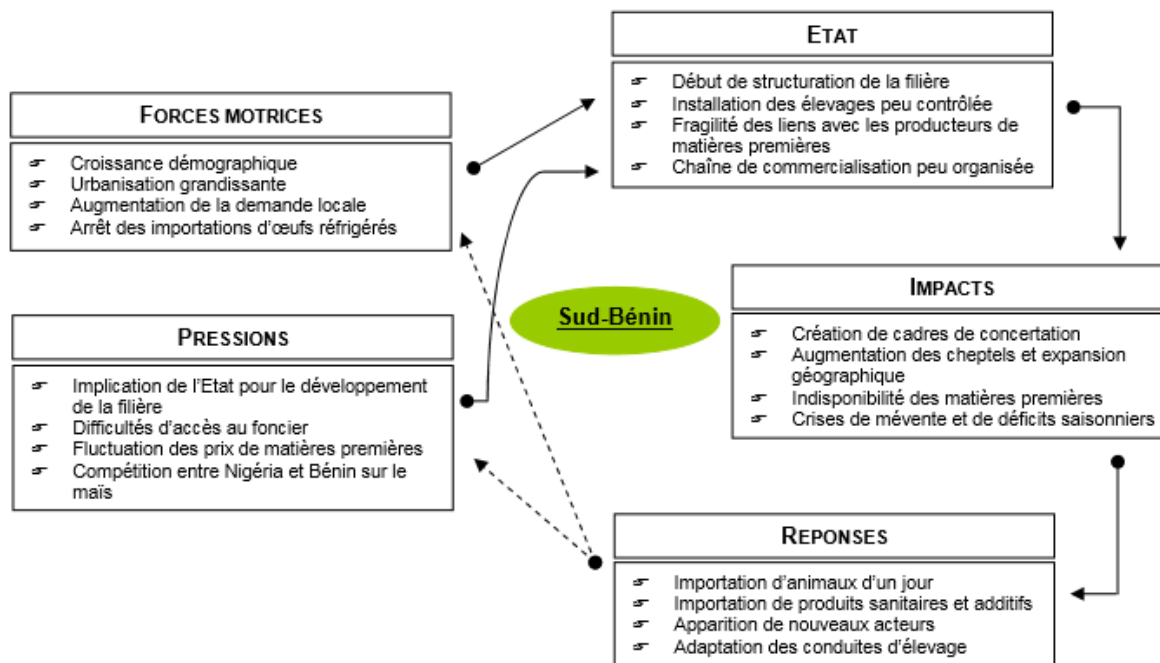 ETAT
Début de structuration de la filière
Installation des élevages peu contrôlée
Fragilité des liens avec les producteurs de
matières premières
Chaîne de commercialisation peu organisée
FORCES MOTRICES
Croissance démographique
Urbanisation grandissante
Augmentation de la demande locale
Arrêt des importations d'œufs réfrigérés
Sud-Bénin
IMPACTS
Création de cadres de concertation
Augmentation des cheptels et expansion
géographique
Indisponibilité des matières premières
Crises de mévente et de déficits saisonniers
PRESSIONS
Implication de l'Etat pour le développement
de la filière
Difficultés d'accès au foncier
Fluctuation des prix de matières premières
Compétition entre Nigéria et Bénin sur le
maïs
REPONSES
Importation d'animaux d'un jour
Importation de produits sanitaires et additifs
Apparition de nouveaux acteurs
Adaptation des conduites d'élevage